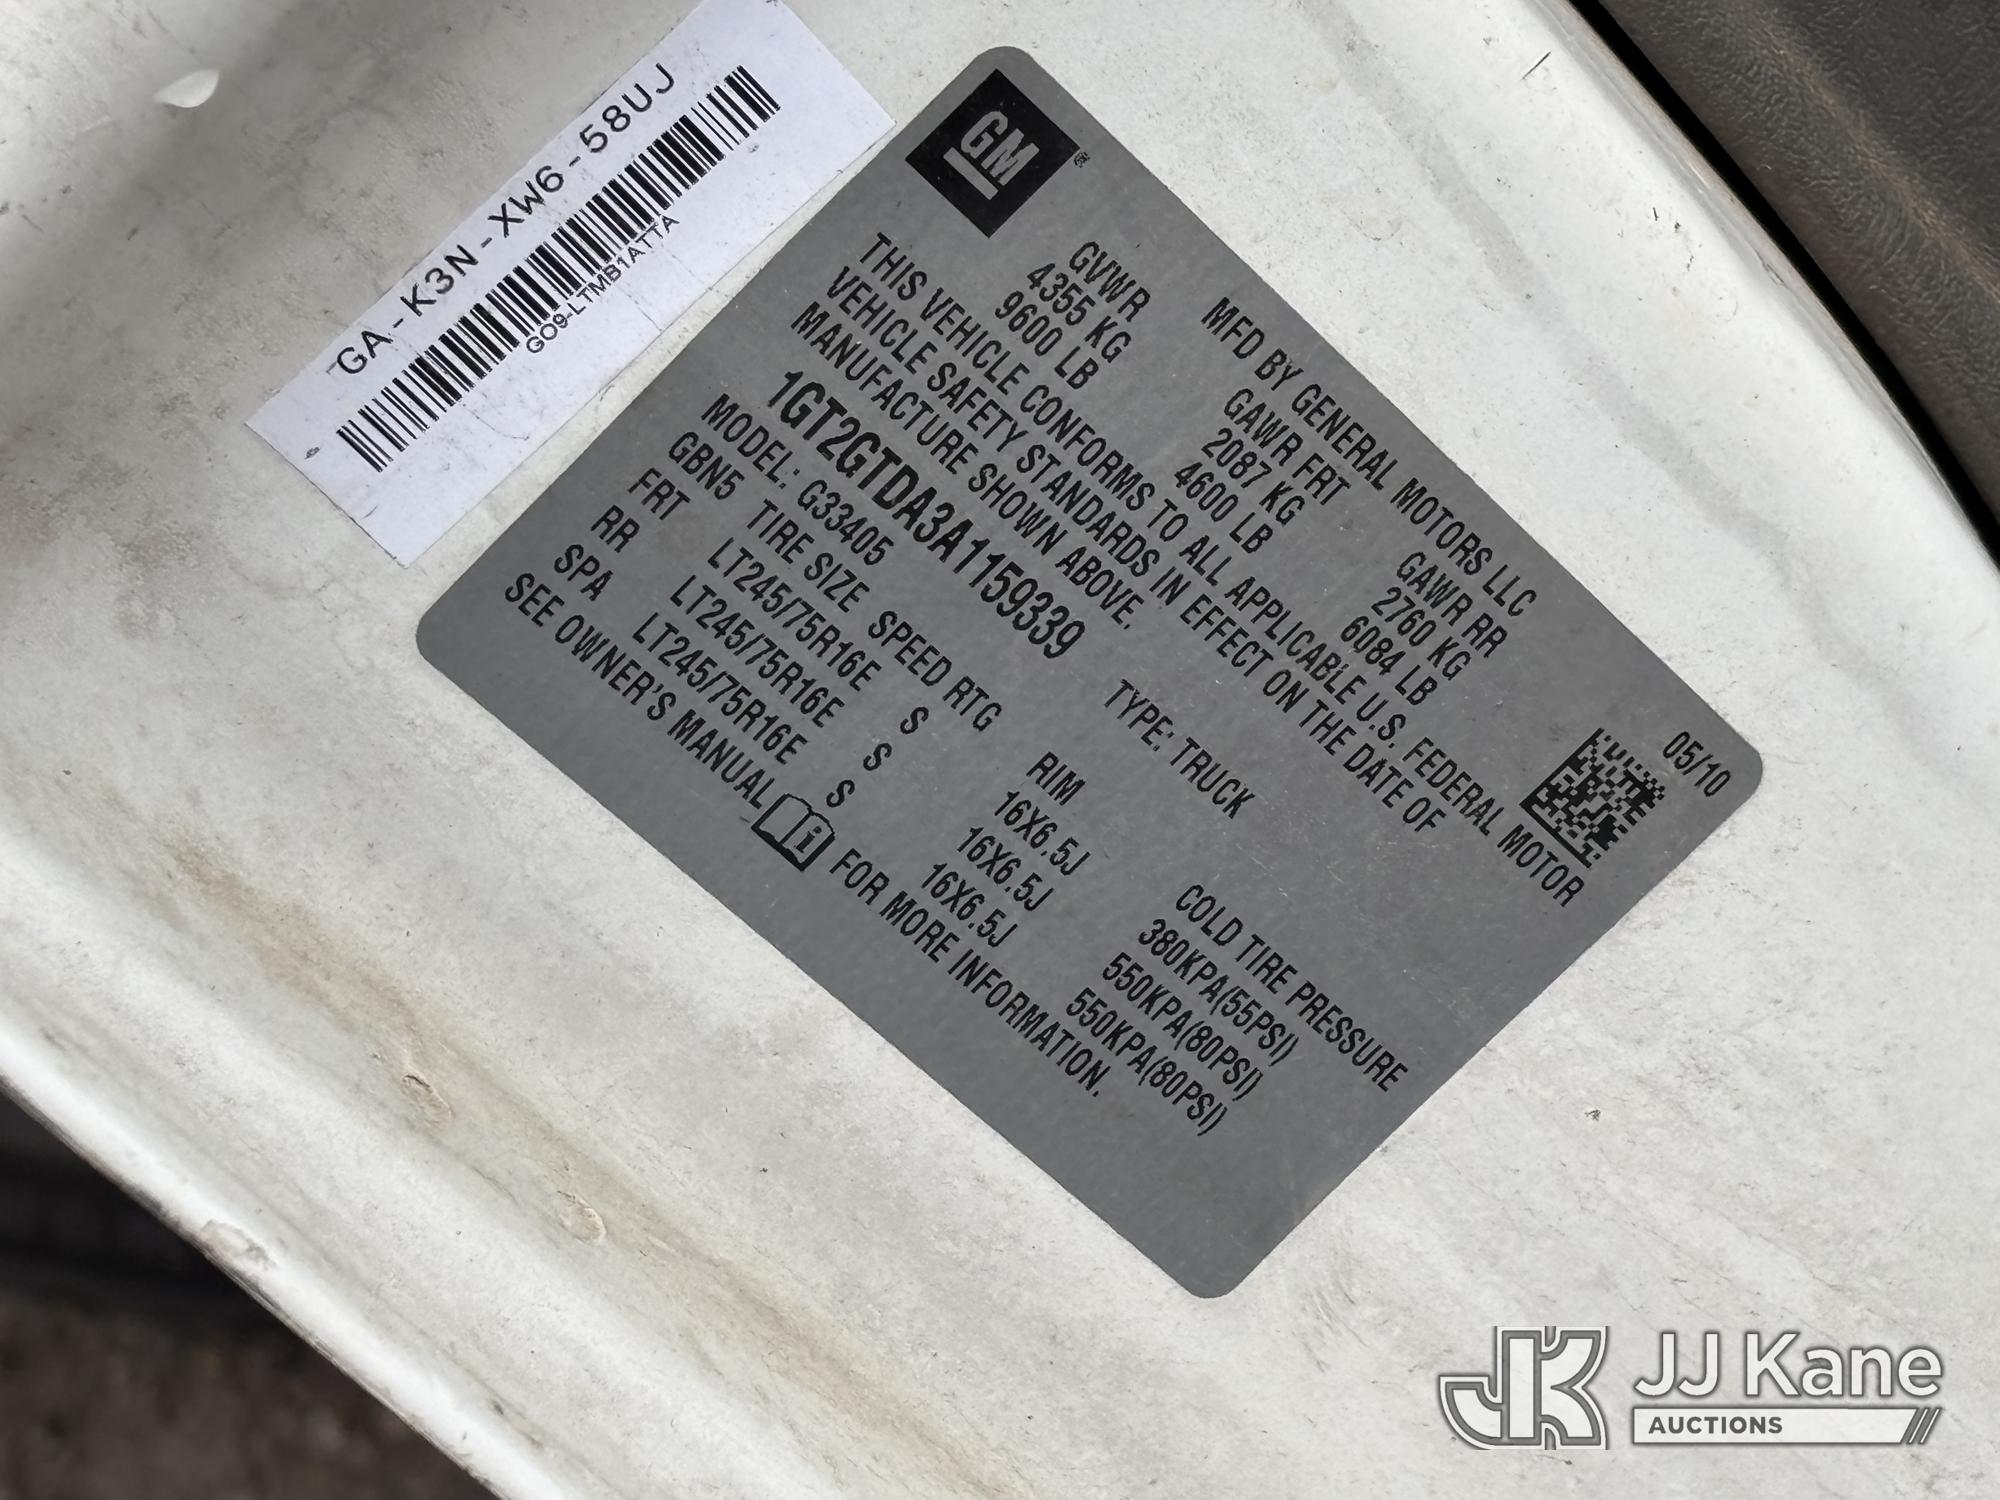 GA-K3N-XW6-58UJ
GO9-LTMB1ATTA
GM
MFD BY GENERAL MOTORS LLC 05/10
GVWR GAWR FRT GAWR RR
4355 KG 2087 KG 2760 KG
9600 LB 4600 LB 6084 LB
THIS VEHICLE CONFORMS TO ALL APPLICABLE U.S. FEDERAL MOTOR
VEHICLE SAFETY STANDARDS IN EFFECT ON THE DATE OF
MANUFACTURE SHOWN ABOVE.
1GT2GTDA3A1159339 TYPE: TRUCK
MODEL: G33405
GBN5 TIRE SIZE SPEED RTG RIM COLD TIRE PRESSURE
FRT LT245/75R16E S 16X6.5J 380KPA(55PSI)
RR LT245/75R16E S 16X6.5J 550KPA(80PSI)
SPA LT245/75R16E S 16X6.5J 550KPA(80PSI)
SEE OWNER'S MANUAL i FOR MORE INFORMATION.
JK JJ Kane
AUCTIONS